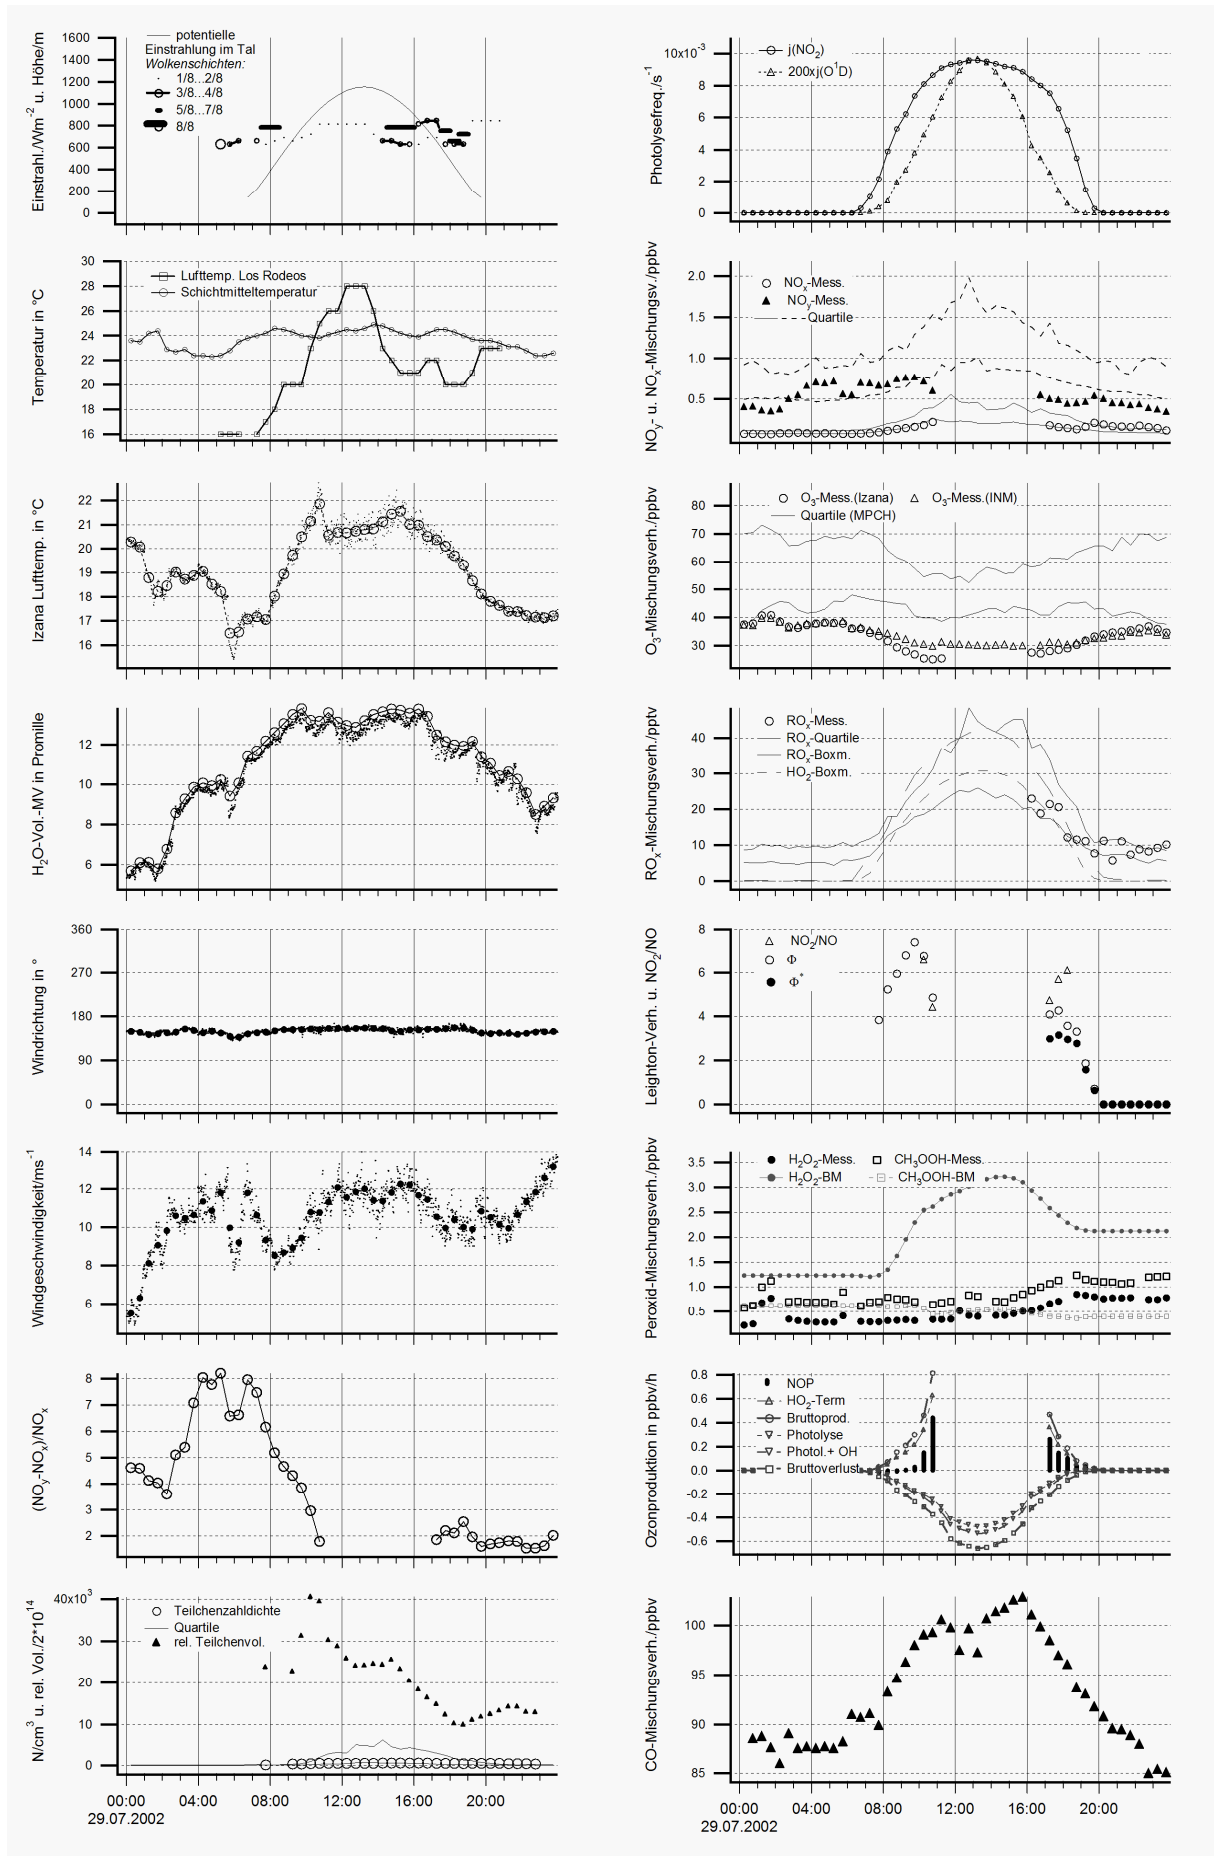 Einstrahl./Wm⁻² u. Höhe/m
1600
1400
1200
1000
800
600
400
200
0
potentielle
Einstrahlung im Tal
Wolkenschichten:
1/8...2/8
3/8...4/8
5/8...7/8
8/8
Temperatur in °C
30
28
26
24
22
20
18
16
Lufttemp. Los Rodeos
Schichtmitteltemperatur
Izana Lufttemp. in °C
22
21
20
19
18
17
16
H₂O-Vol.-MV in Promille
12
10
8
6
Windrichtung in °
360
270
180
90
0
Windgeschwindigkeit/ms⁻¹
14
12
10
8
6
(NOy-NOx)/NOx
8
7
6
5
4
3
2
N/cm³ u. rel. Vol./2*10¹⁴
40x10³
30
20
10
0
Teilchenzahldichte
Quartile
rel. Teilchenvol.
00:00 04:00 08:00 12:00 16:00 20:00
29.07.2002
Photolysefreq./s⁻¹
10x10⁻³
8
6
4
2
0
j(NO₂)
200xj(O¹D)
NOy- u. NOx-Mischungsv./ppbv
2.0
1.5
1.0
0.5
NOx-Mess.
NOy-Mess.
Quartile
O₃-Mischungsverh./ppbv
80
70
60
50
40
30
O₃-Mess.(Izana) O₃-Mess.(INM)
Quartile (MPCH)
ROx-Mischungsverh./pptv
40
30
20
10
0
ROx-Mess.
ROx-Quartile
ROx-Boxm.
HO₂-Boxm.
Leighton-Verh. u. NO₂/NO
8
6
4
2
0
NO₂/NO
Φ
Φ*
Peroxid-Mischungsverh./ppbv
3.5
3.0
2.5
2.0
1.5
1.0
0.5
H₂O₂-Mess. CH₃OOH-Mess.
H₂O₂-BM CH₃OOH-BM
Ozonproduktion in ppbv/h
0.8
0.6
0.4
0.2
0.0
-0.2
-0.4
-0.6
NOP
HO₂-Term
Bruttoprod.
Photolyse
Photol.+ OH
Bruttoverlust
CO-Mischungsverh./ppbv
100
95
90
85
00:00 04:00 08:00 12:00 16:00 20:00
29.07.2002